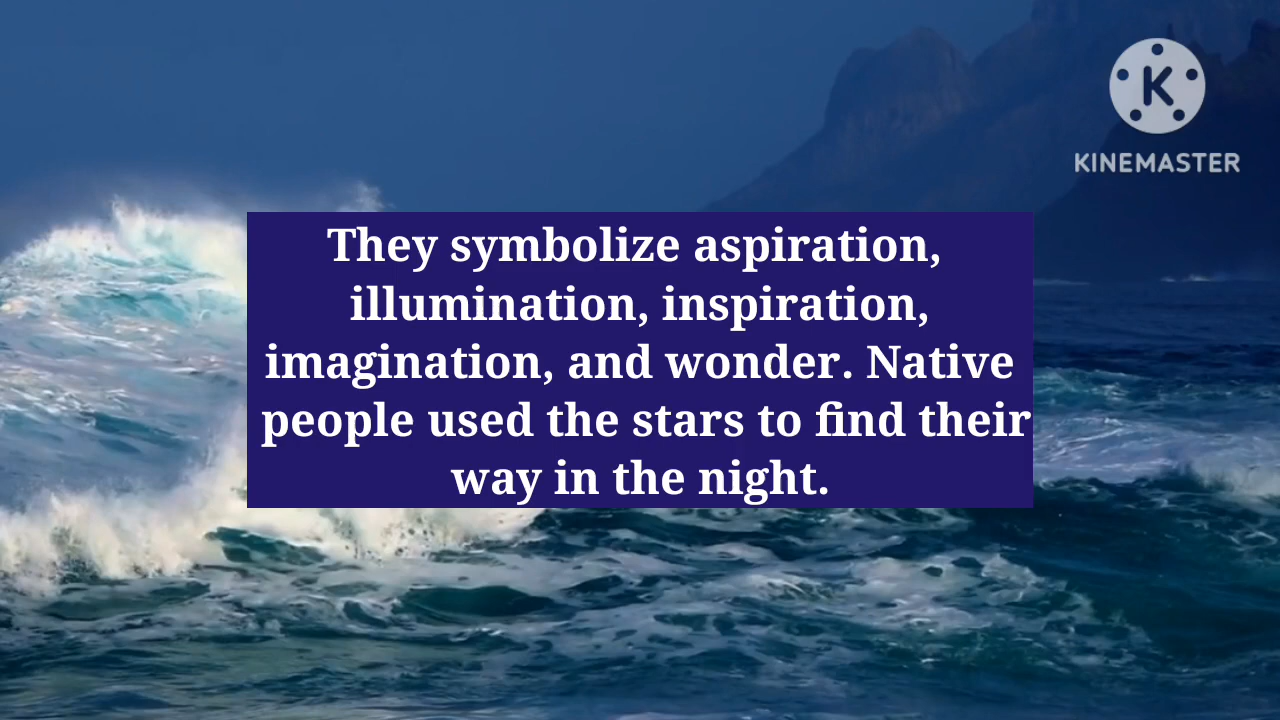 K
KINEMASTER
They symbolize aspiration,
illumination, inspiration,
imagination, and wonder. Native
people used the stars to find their
way in the night.